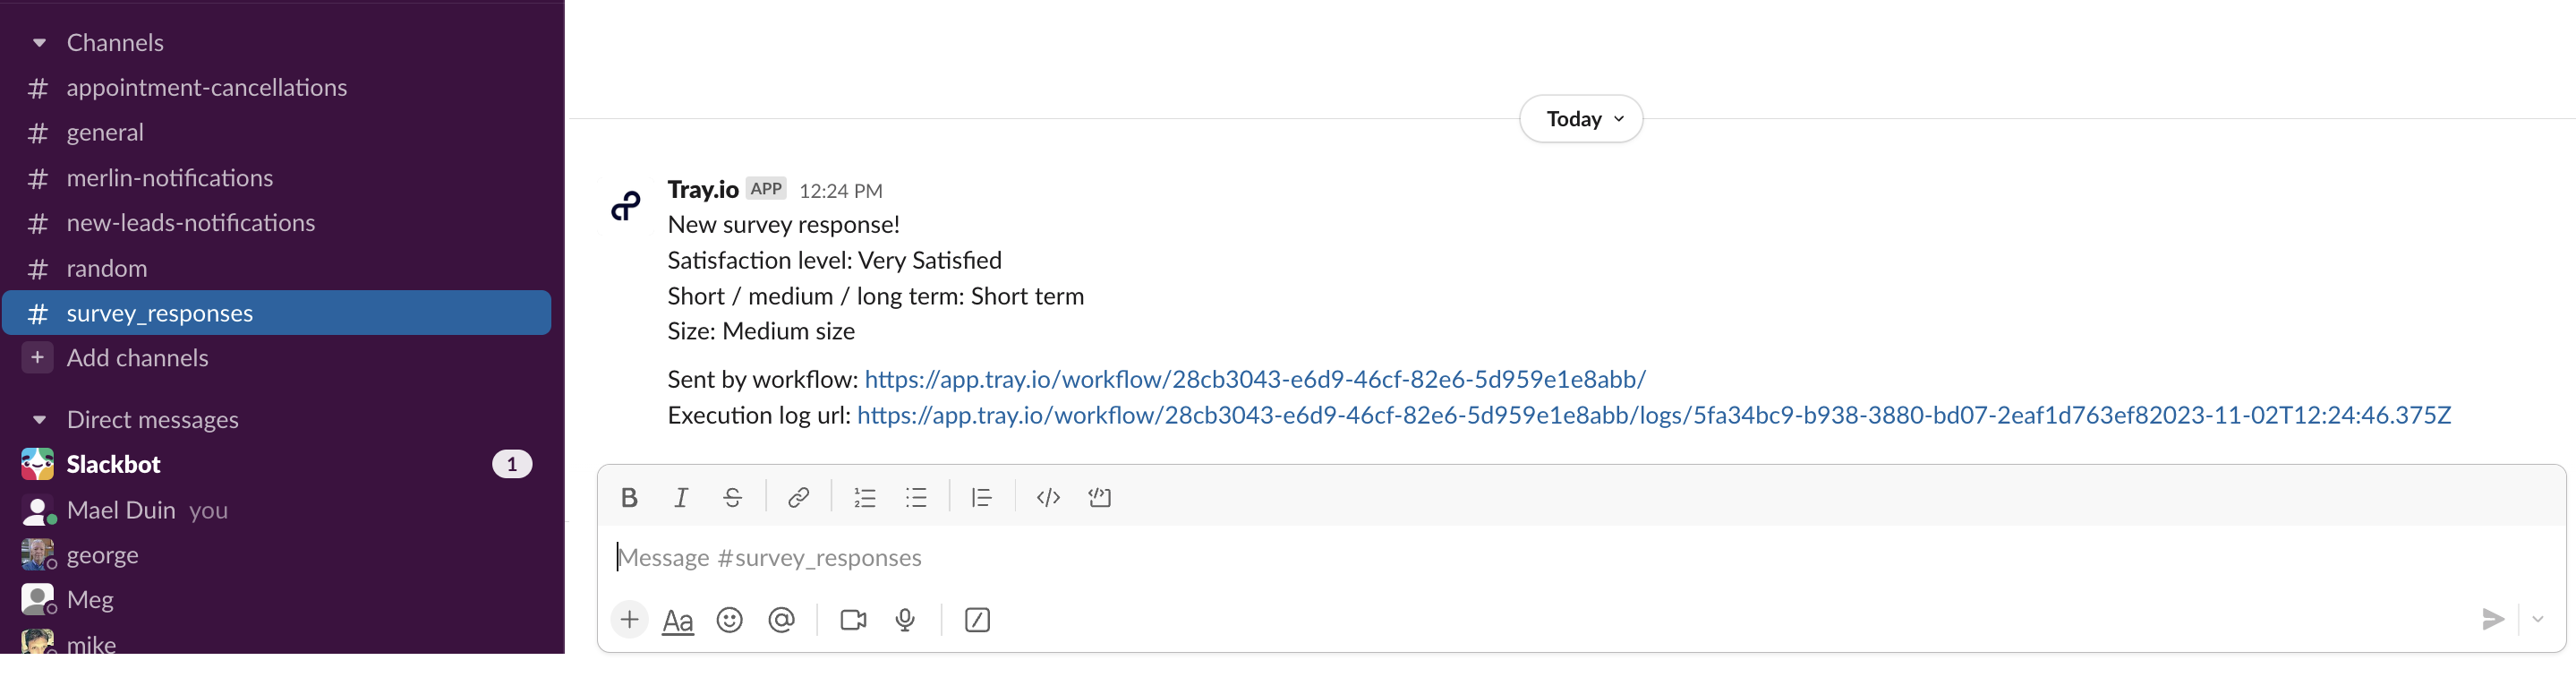 Channels
# appointment-cancellations
# general
# merlin-notifications
# new-leads-notifications
# random
# survey_responses
+ Add channels
Direct messages
Slackbot 1
Mael Duin you
george
Meg
mike
Today
Tray.io APP 12:24 PM
New survey response!
Satisfaction level: Very Satisfied
Short / medium / long term: Short term
Size: Medium size
Sent by workflow: https://app.tray.io/workflow/28cb3043-e6d9-46cf-82e6-5d959e1e8abb/
Execution log url: https://app.tray.io/workflow/28cb3043-e6d9-46cf-82e6-5d959e1e8abb/logs/5fa34bc9-b938-3880-bd07-2eaf1d763ef82023-11-02T12:24:46.375Z
B I S
Message #survey_responses
+ Aa @